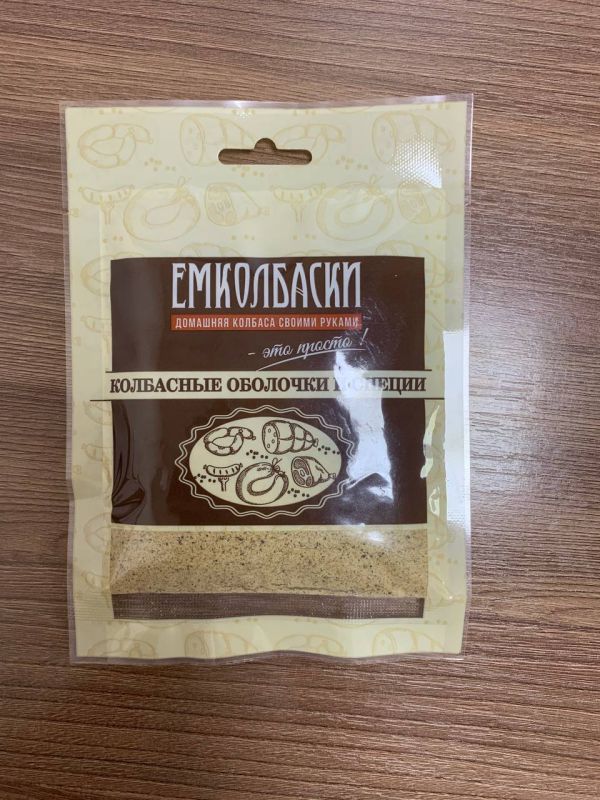 ЕМКОЛБАСКИ
ДОМАШНЯЯ КОЛБАСА СВОИМИ РУКАМИ
- это просто!
КОЛБАСНЫЕ ОБОЛОЧКИ И СПЕЦИИ